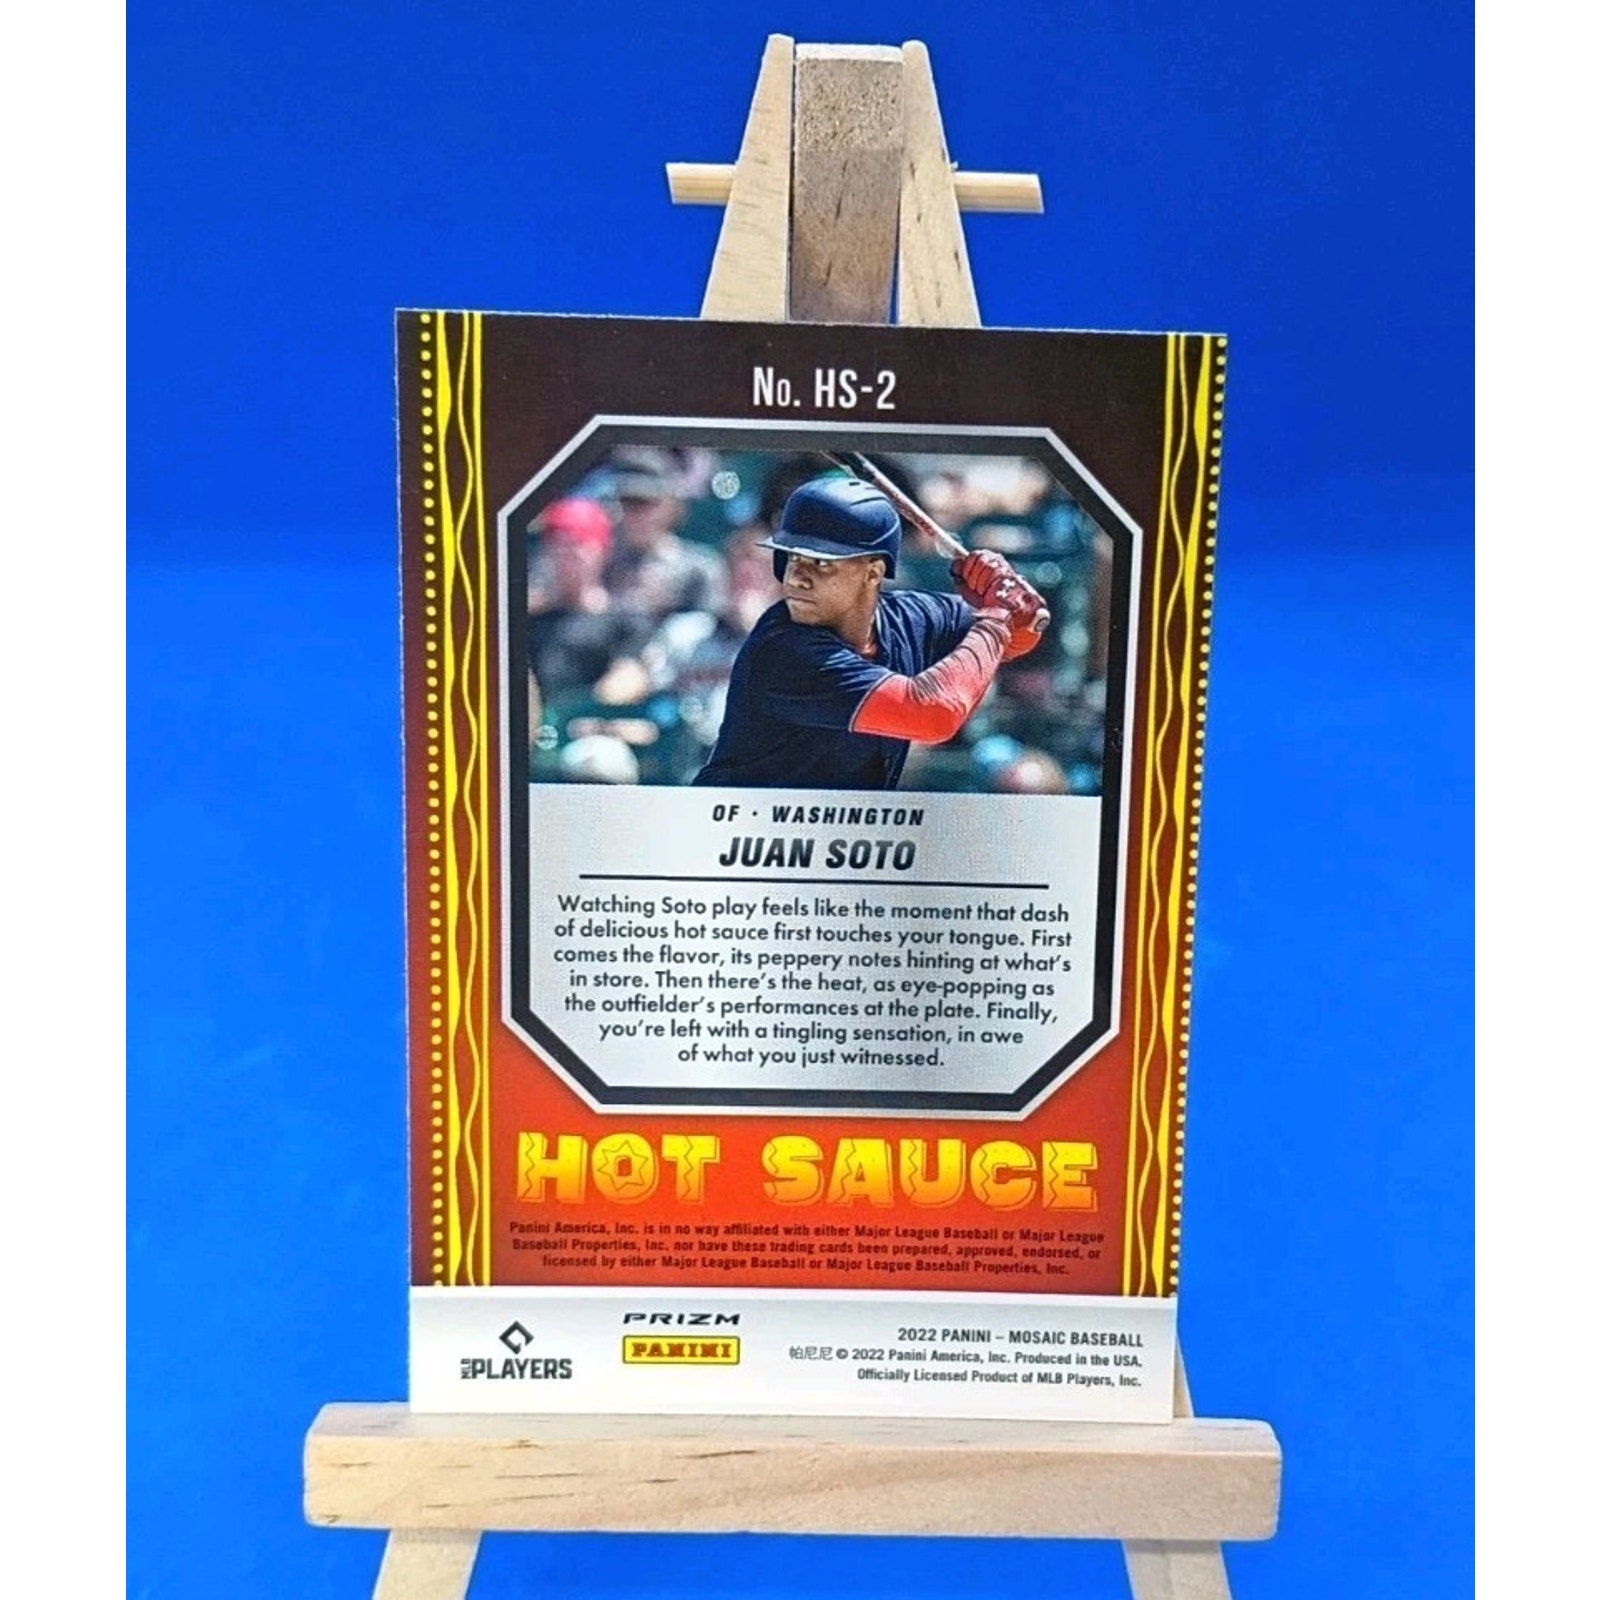 No. HS-2
OF · WASHINGTON
JUAN SOTO
Watching Soto play feels like the moment that dash
of delicious hot sauce first touches your tongue. First
comes the flavor, its peppery notes hinting at what's
in store. Then there's the heat, as eye-popping as
the outfielder's performances at the plate. Finally,
you're left with a tingling sensation, in awe
of what you just witnessed.
HOT SAUCE
Panini America, Inc. is in no way affiliated with either Major League Baseball or Major League
Baseball Properties, Inc. nor have these trading cards been prepared, approved, endorsed, or
licensed by either Major League Baseball or Major League Baseball Properties, Inc.
MLB PLAYERS
PRIZM
PANINI
2022 PANINI – MOSAIC BASEBALL
帕尼尼 © 2022 Panini America, Inc. Produced in the USA.
Officially Licensed Product of MLB Players, Inc.